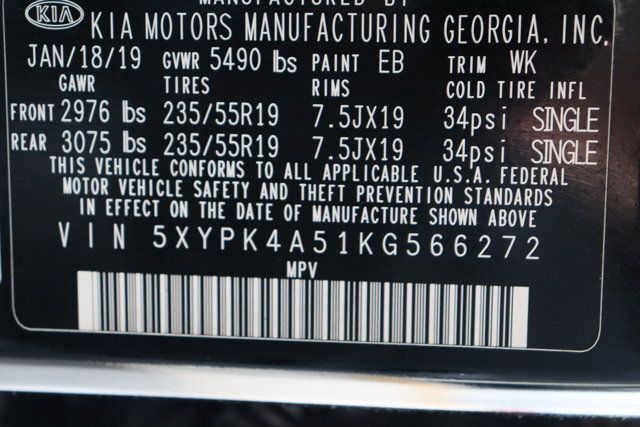 MANUFACTURED BY
KIA KIA MOTORS MANUFACTURING GEORGIA, INC.
JAN/18/19 GVWR 5490 lbs PAINT EB TRIM WK
GAWR TIRES RIMS COLD TIRE INFL
FRONT 2976 lbs 235/55R19 7.5JX19 34psi SINGLE
REAR 3075 lbs 235/55R19 7.5JX19 34psi SINGLE
THIS VEHICLE CONFORMS TO ALL APPLICABLE U.S.A. FEDERAL
MOTOR VEHICLE SAFETY AND THEFT PREVENTION STANDARDS
IN EFFECT ON THE DATE OF MANUFACTURE SHOWN ABOVE
VIN 5XYPK4A51KG566272
MPV